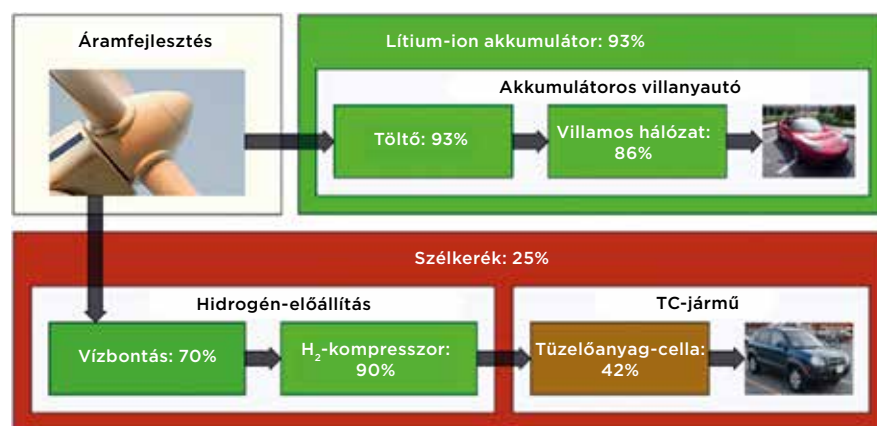 Áramfejlesztés
Lítium-ion akkumulátor: 93%
Akkumulátoros villanyautó
Töltő: 93%
Villamos hálózat:
86%
Szélkerék: 25%
Hidrogén-előállítás
TC-jármű
Vízbontás: 70%
H₂-kompresszor:
90%
Tüzelőanyag-cella:
42%